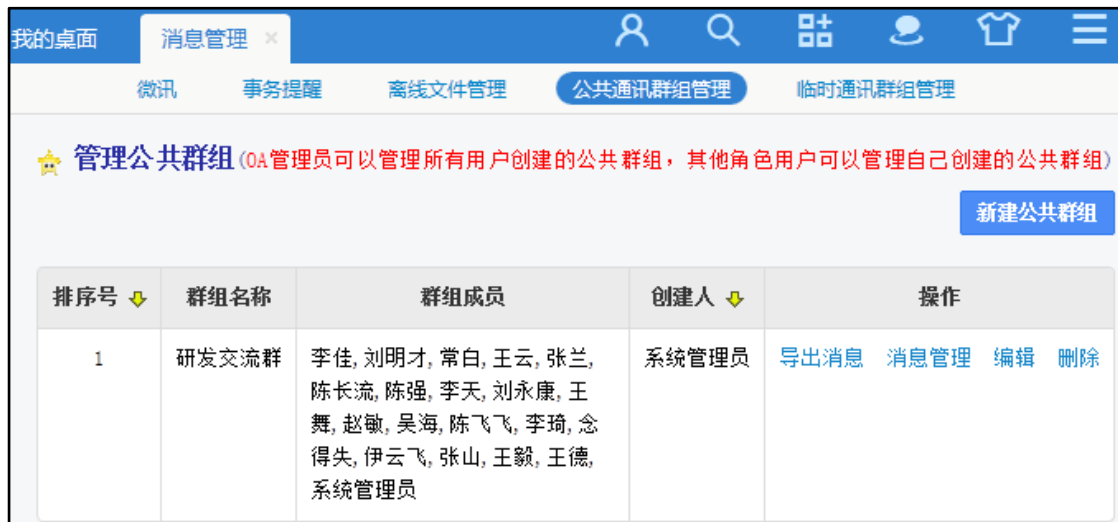 我的桌面 消息管理 ×
微讯 事务提醒 离线文件管理 公共通讯群组管理 临时通讯群组管理
管理公共群组(OA管理员可以管理所有用户创建的公共群组，其他角色用户可以管理自己创建的公共群组)
新建公共群组
排序号 群组名称 群组成员 创建人 操作
1 研发交流群 李佳, 刘明才, 常白, 王云, 张兰, 系统管理员 导出消息 消息管理 编辑 删除
陈长流, 陈强, 李天, 刘永康, 王
舞, 赵敏, 吴海, 陈飞飞, 李琦, 念
得失, 伊云飞, 张山, 王毅, 王德,
系统管理员